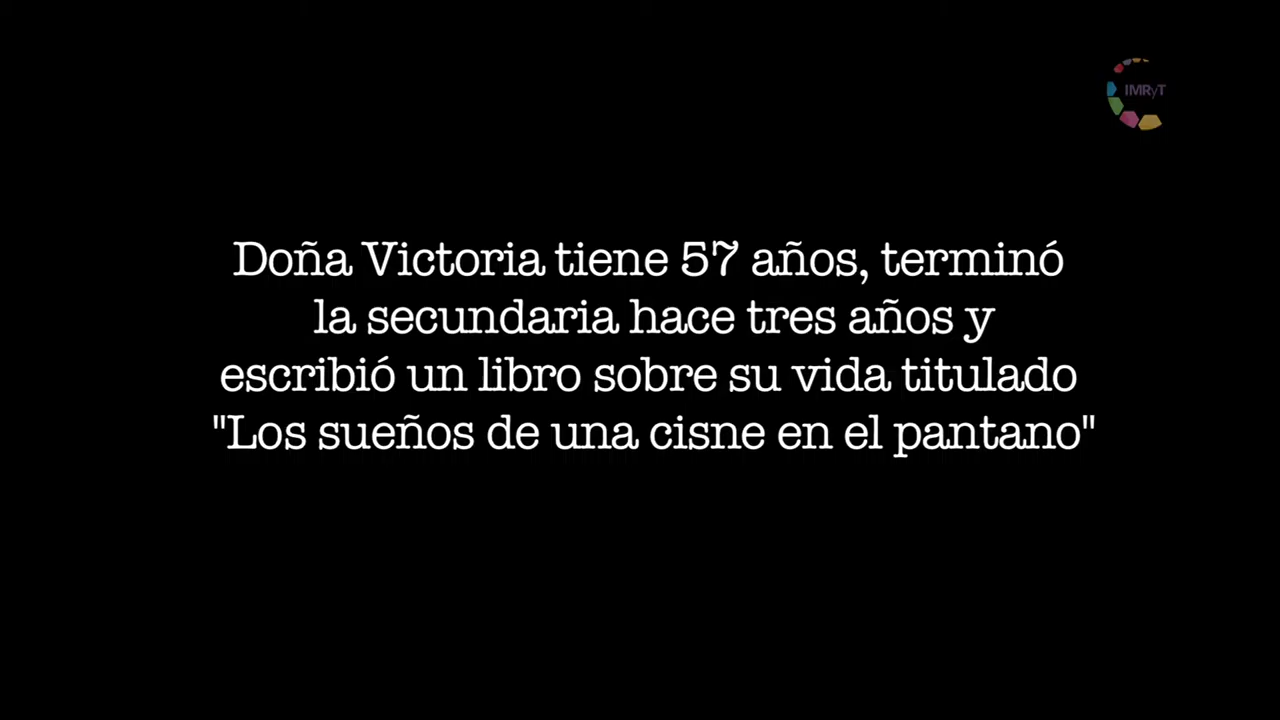 IMRyT
Doña Victoria tiene 57 años, terminó
la secundaria hace tres años y
escribió un libro sobre su vida titulado
"Los sueños de una cisne en el pantano"